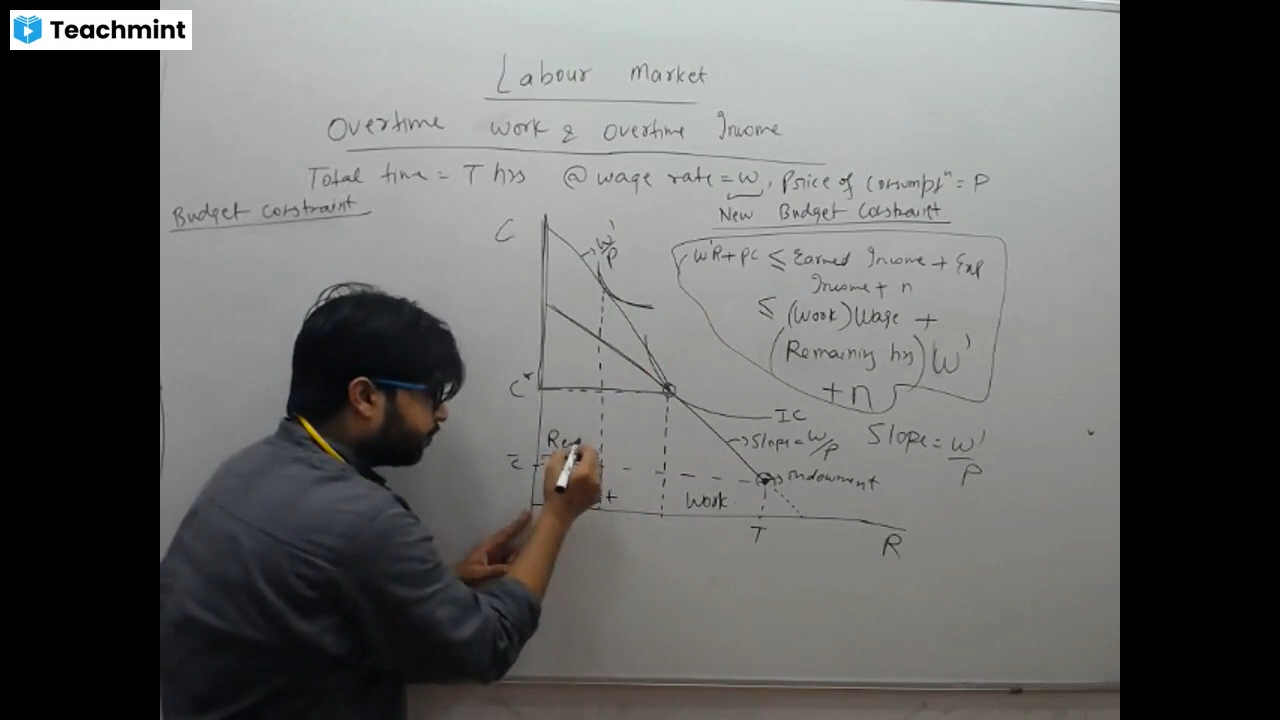 Teachmint
Labour Market
Overtime Work & Overtime Income
Total time = T hrs @ wage rate = W, Price of Consumptⁿ = P
Budget Constraint
New Budget Constraint
C
W'/P
W'R + PC ≤ Earned Income + Exp
Income + n
≤ (Work) Wage +
(Remaining hrs) W'
+ n
C*
IC
Slope = W/P
Slope = W'/P
C̄
endowment
Work
T
R